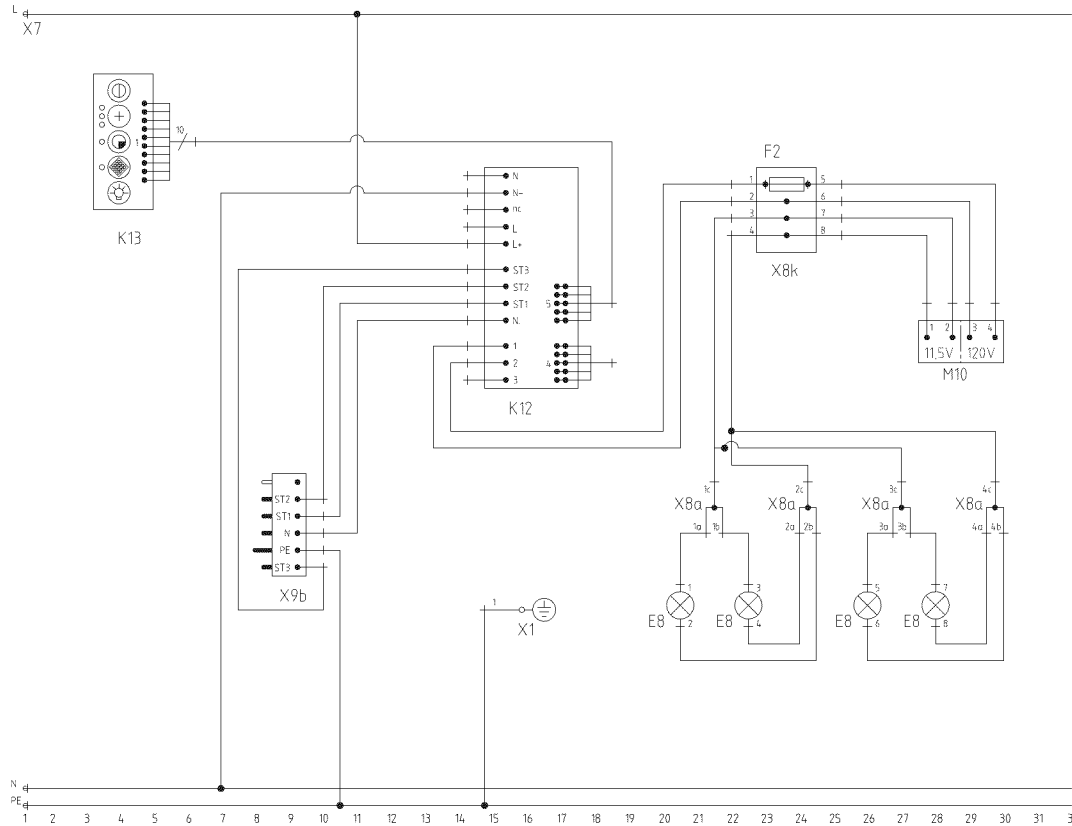 L
X7
10
1
K13
N
N-
nc
L
L+
ST3
ST2
ST1
N.
1
2
3
5
4
K12
F2
1
2
3
4
5
6
7
8
X8k
1
2
3
4
11,5V
120V
M10
ST2
ST1
N
PE
ST3
X9b
1
X1
1c
2c
3c
4c
X8a
X8a
X8a
X8a
1a
1b
2a
2b
3a
3b
4a
4b
1
3
5
7
E8
E8
E8
E8
2
4
6
8
N
PE
1 2 3 4 5 6 7 8 9 10 11 12 13 14 15 16 17 18 19 20 21 22 23 24 25 26 27 28 29 30 31 3